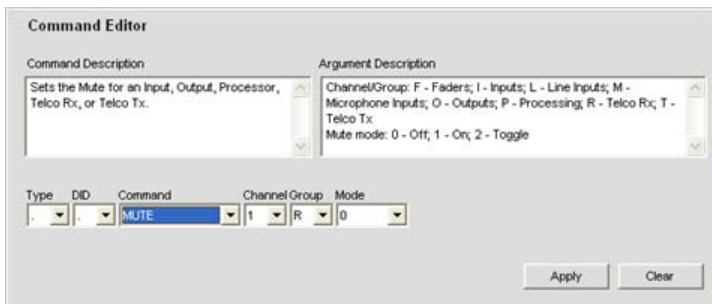 Command Editor
Command Description
Sets the Mute for an Input, Output, Processor,
Telco Rx, or Telco Tx.
Argument Description
Channel/Group: F - Faders; I - Inputs; L - Line Inputs; M -
Microphone Inputs; O - Outputs; P - Processing; R - Telco Rx; T -
Telco Tx
Mute mode: 0 - Off; 1 - On; 2 - Toggle
Type DID Command Channel Group Mode
. . MUTE 1 R 0
Apply Clear